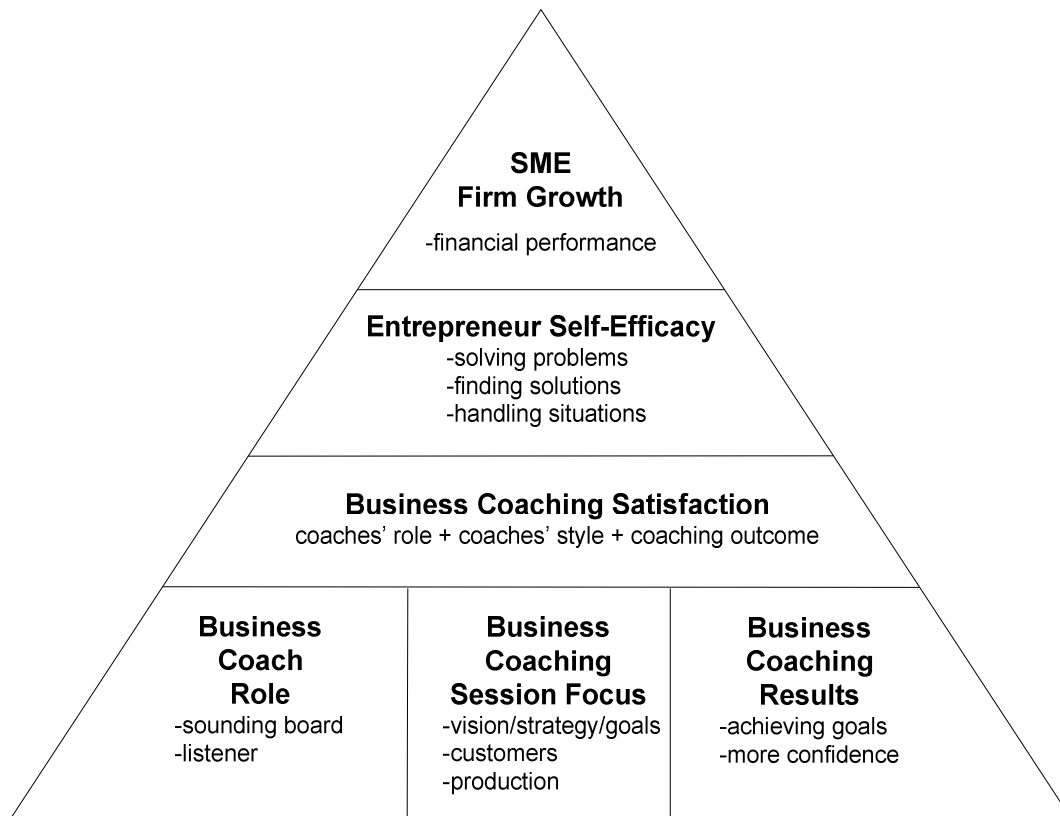 SME
Firm Growth
-financial performance
Entrepreneur Self-Efficacy
-solving problems
-finding solutions
-handling situations
Business Coaching Satisfaction
coaches’ role + coaches’ style + coaching outcome
Business
Coach
Role
-sounding board
-listener
Business
Coaching
Session Focus
-vision/strategy/goals
-customers
-production
Business
Coaching
Results
-achieving goals
-more confidence